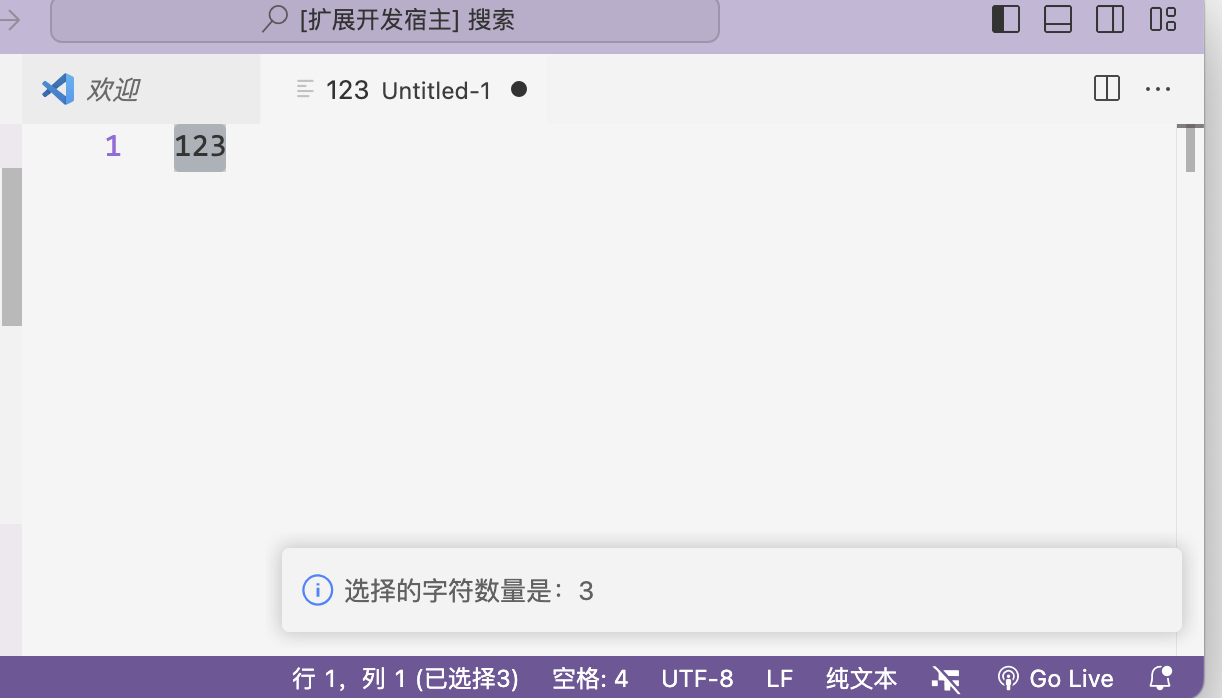 [扩展开发宿主] 搜索
欢迎
123 Untitled-1
1 123
选择的字符数量是：3
行 1，列 1 (已选择3) 空格: 4 UTF-8 LF 纯文本 Go Live